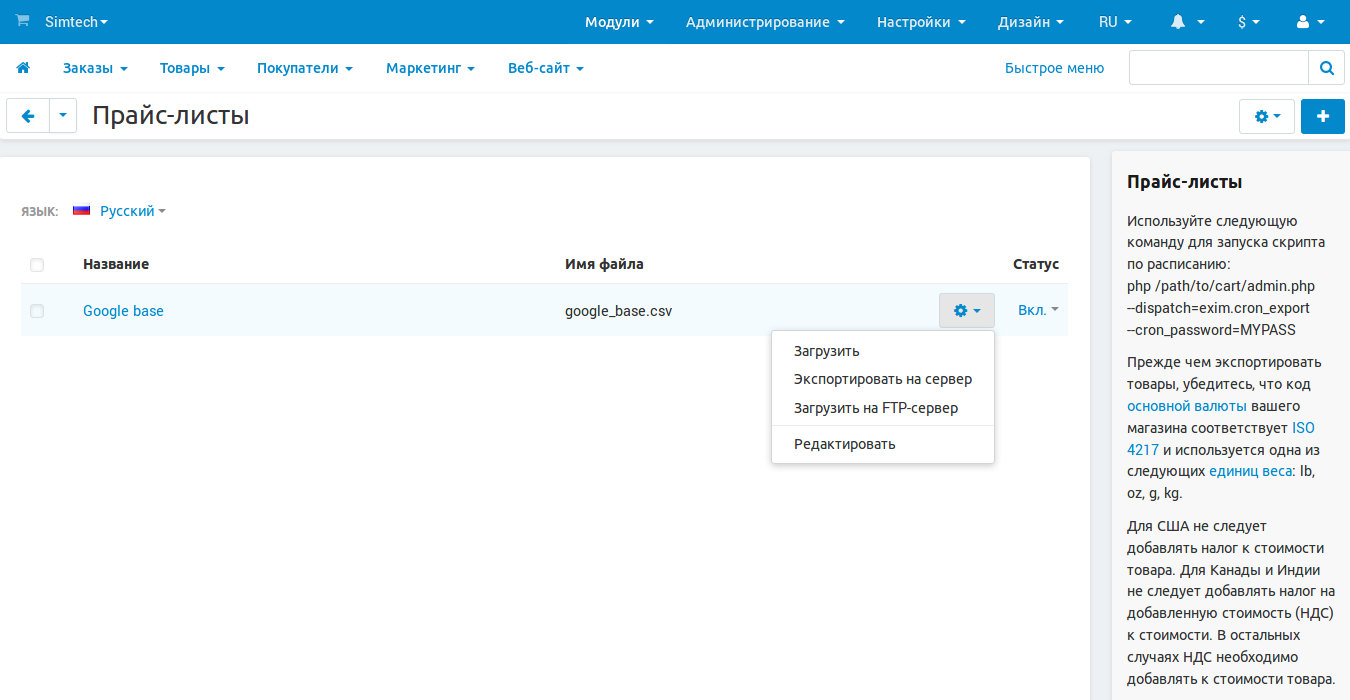 Simtech
Модули
Администрирование
Настройки
Дизайн
RU
$
Заказы
Товары
Покупатели
Маркетинг
Веб-сайт
Быстрое меню
Прайс-листы
ЯЗЫК:
Русский
Название
Имя файла
Статус
Google base
google_base.csv
Вкл.
Загрузить
Экспортировать на сервер
Загрузить на FTP-сервер
Редактировать
Прайс-листы
Используйте следующую
команду для запуска скрипта
по расписанию:
php /path/to/cart/admin.php
--dispatch=exim.cron_export
--cron_password=MYPASS
Прежде чем экспортировать
товары, убедитесь, что код
основной валюты вашего
магазина соответствует ISO
4217 и используется одна из
следующих единиц веса: lb,
oz, g, kg.
Для США не следует
добавлять налог к стоимости
товара. Для Канады и Индии
не следует добавлять налог на
добавленную стоимость (НДС)
к стоимости. В остальных
случаях НДС необходимо
добавлять к стоимости товара.